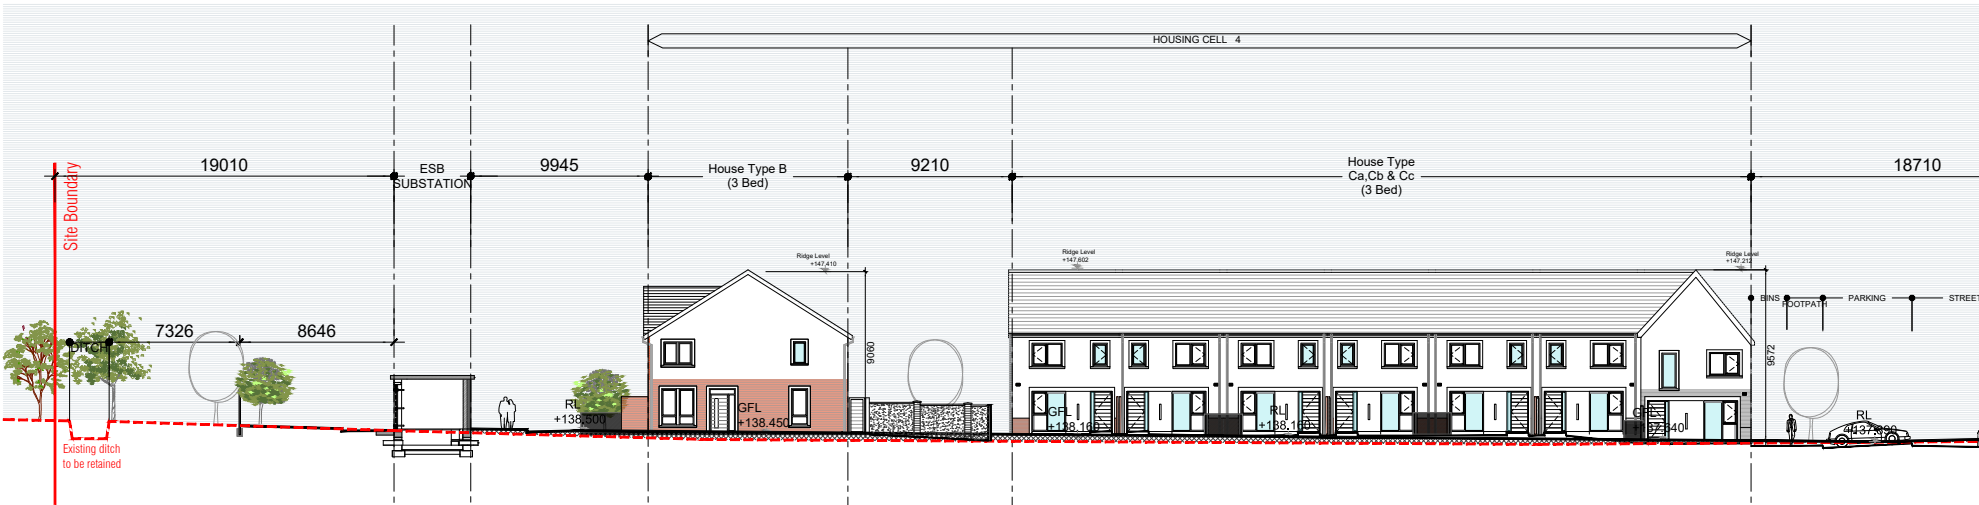 HOUSING CELL 4
19010
ESB
SUBSTATION
9945
House Type B
(3 Bed)
9210
House Type
Ca,Cb & Cc
(3 Bed)
18710
Site Boundary
Ridge Level
+147,410
Ridge Level
+147,602
Ridge Level
+147,212
BINS
FOOTPATH
PARKING
STREET
7326
8646
DITCH
9060
9572
RL
+138.500
GFL
+138.450
GFL
+138.160
RL
+138.160
GFL
RL
Existing ditch
to be retained